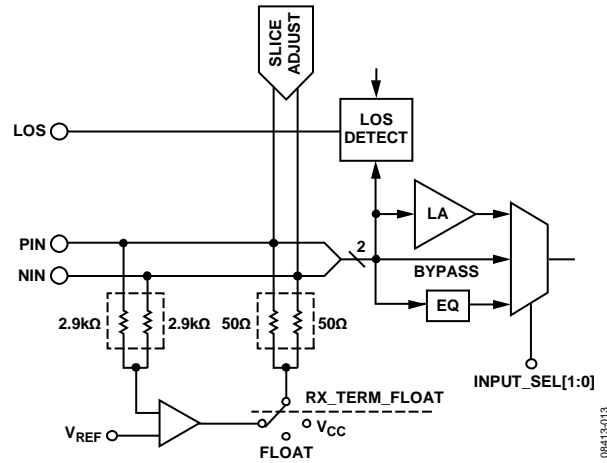 SLICE
ADJUST
LOS
LOS
DETECT
LA
PIN
2
NIN
BYPASS
EQ
2.9kΩ
2.9kΩ
50Ω
50Ω
INPUT_SEL[1:0]
RX_TERM_FLOAT
VREF
VCC
FLOAT
08413-013